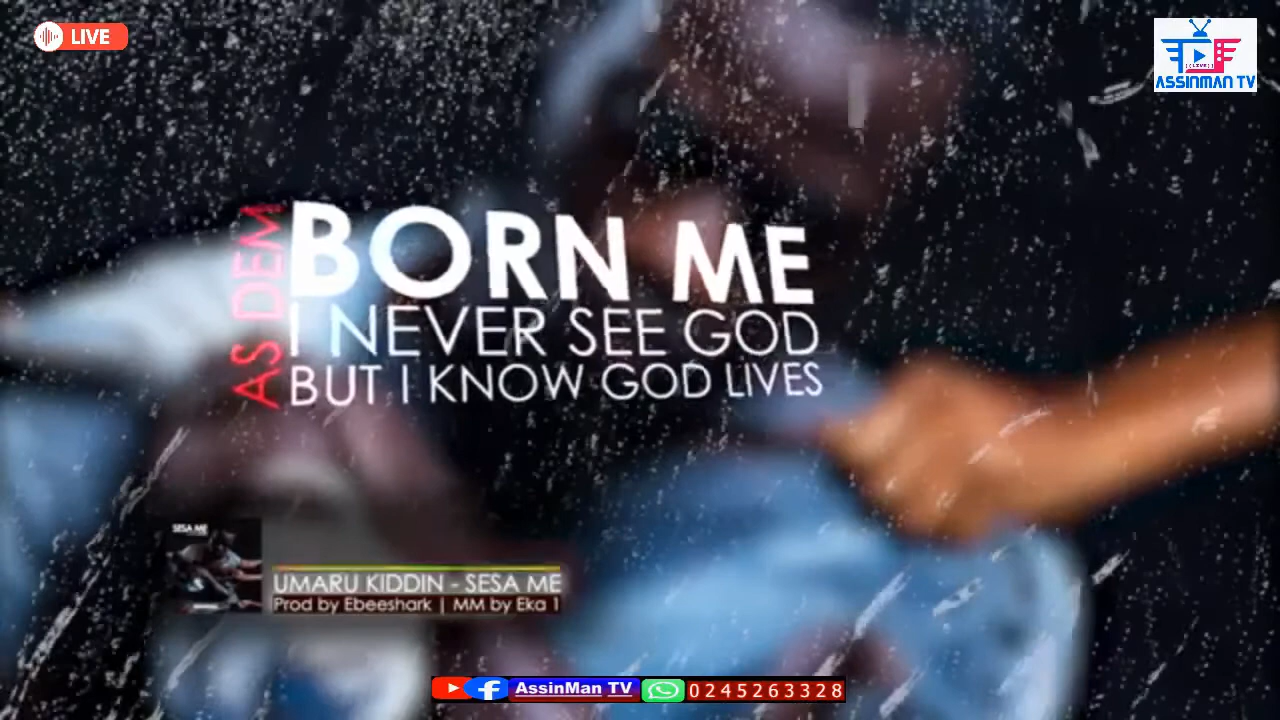 LIVE
LIVE
ASSINMAN TV
AS DEM
BORN ME
I NEVER SEE GOD
BUT I KNOW GOD LIVES
SESA ME
UMARU KIDDIN - SESA ME
Prod by Ebeeshark | MM by Eka 1
AssinMan TV
0245263328